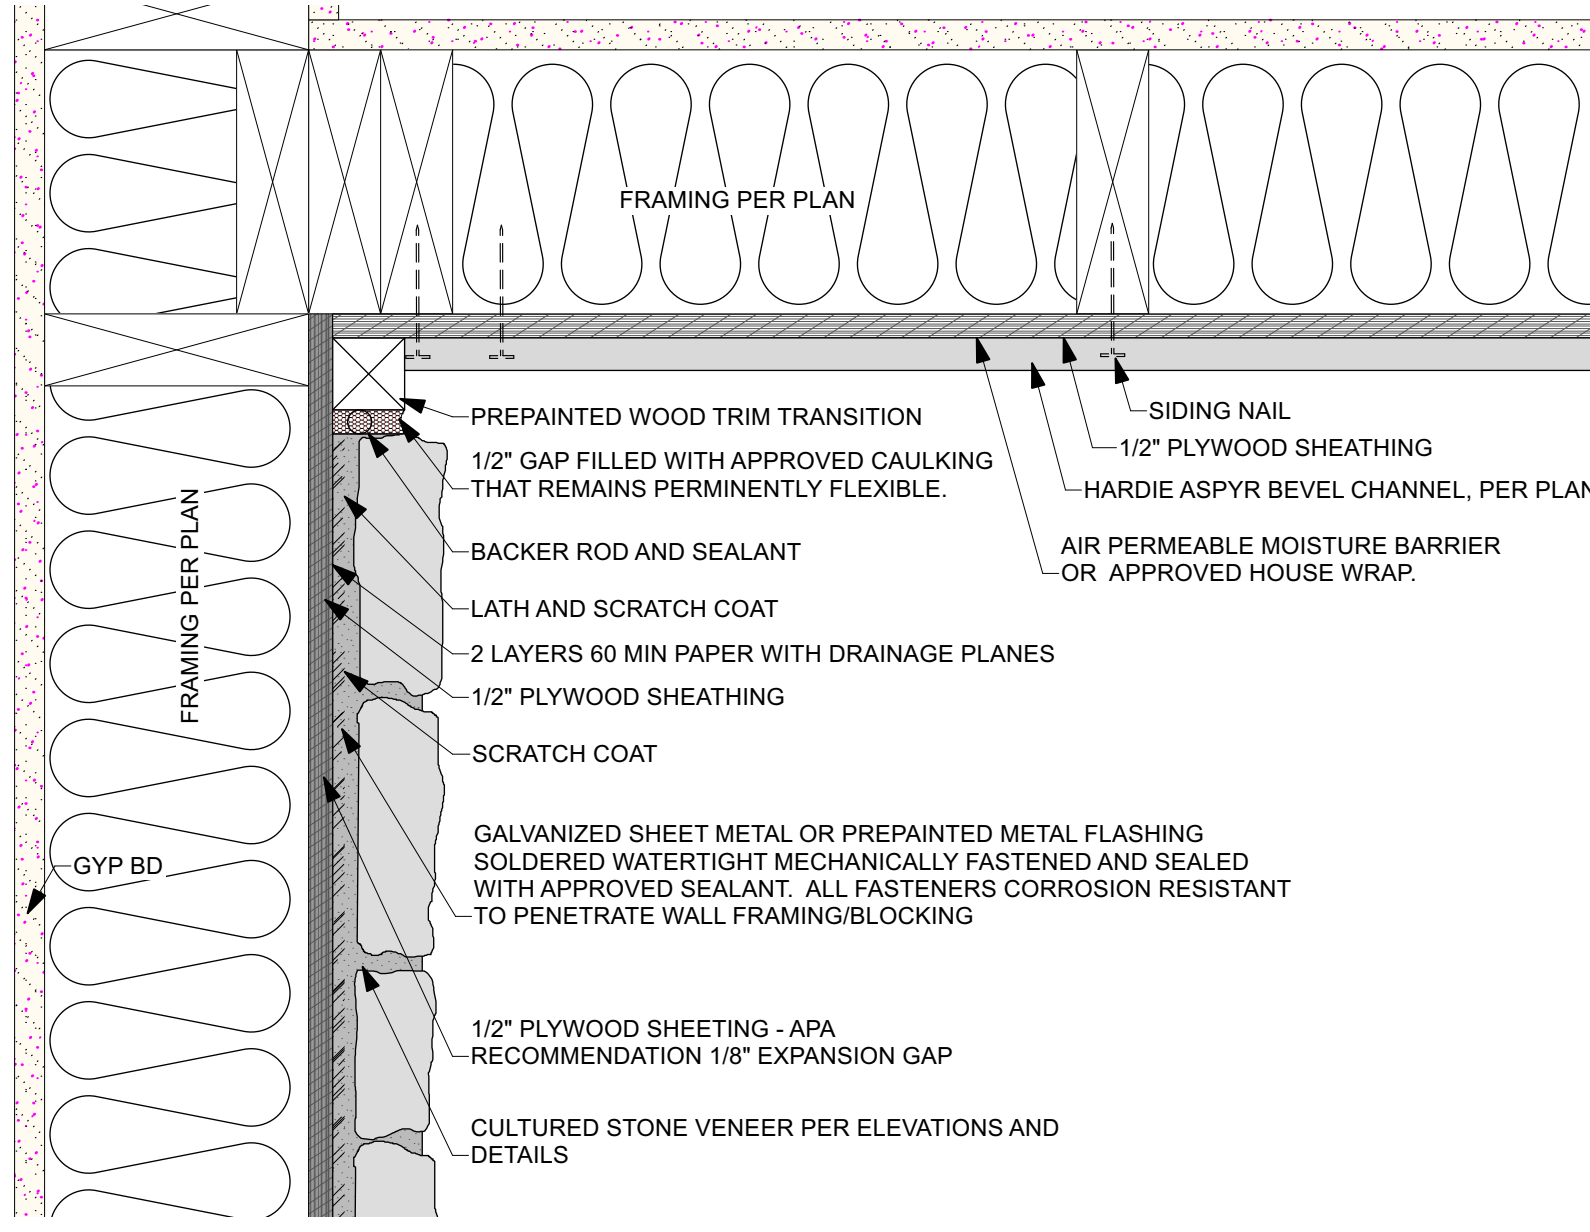 FRAMING PER PLAN
PREPAINTED WOOD TRIM TRANSITION
1/2" GAP FILLED WITH APPROVED CAULKING
THAT REMAINS PERMINENTLY FLEXIBLE.
BACKER ROD AND SEALANT
LATH AND SCRATCH COAT
2 LAYERS 60 MIN PAPER WITH DRAINAGE PLANES
1/2" PLYWOOD SHEATHING
SCRATCH COAT
GALVANIZED SHEET METAL OR PREPAINTED METAL FLASHING
SOLDERED WATERTIGHT MECHANICALLY FASTENED AND SEALED
WITH APPROVED SEALANT.  ALL FASTENERS CORROSION RESISTANT
TO PENETRATE WALL FRAMING/BLOCKING
1/2" PLYWOOD SHEETING - APA
RECOMMENDATION 1/8" EXPANSION GAP
CULTURED STONE VENEER PER ELEVATIONS AND
DETAILS
SIDING NAIL
1/2" PLYWOOD SHEATHING
HARDIE ASPYR BEVEL CHANNEL, PER PLAN
AIR PERMEABLE MOISTURE BARRIER
OR  APPROVED HOUSE WRAP.
FRAMING PER PLAN
GYP BD